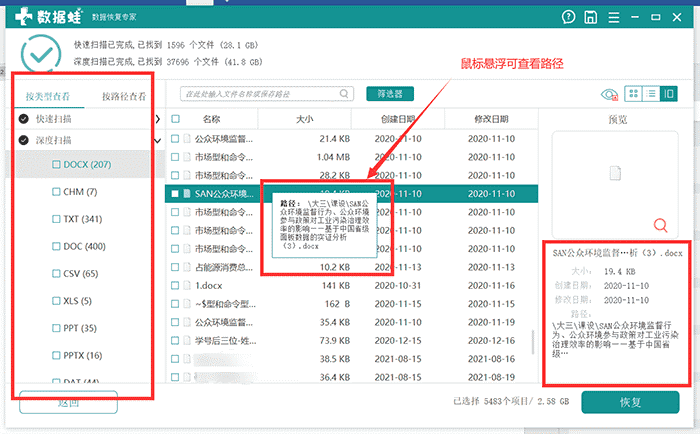 数据蛙 数据恢复专家
快速扫描已完成,已找到 1596 个文件 (28.1 GB)
深度扫描已完成,已找到 37696 个文件 (41.8 GB)
鼠标悬浮可查看路径
按类型查看 按路径查看
在此处输入文件名称或保存路径
筛选器
快速扫描
深度扫描
DOCX (207)
CHM (7)
TXT (341)
DOC (400)
CSV (65)
XLS (5)
PPT (35)
PPTX (16)
DAT (44)
名称 大小 创建日期 修改日期
公众环境监督... 21.4 KB 2020-11-10 2020-11-10
市场型和命令... 1.04 MB 2020-11-10 2020-11-10
市场型和命令... 28.2 KB 2020-11-10 2020-11-10
SAN公众环境... 19.4 KB 2020-11-10 2020-11-10
市场型和命令... 2020-11-10 2020-11-10
市场型和命令... 2020-11-10 2020-11-10
市场型和命令... 2020-11-10 2020-11-10
占能源消费总... 10.2 KB 2020-11-13 2020-11-13
1.docx 141 KB 2020-10-31 2020-11-16
~$型和命令型... 162 B 2020-11-15 2020-11-15
公众环境监督... 35.4 KB 2020-11-10 2020-11-19
学号后三位-姓... 73.9 KB 2020-12-15 2020-12-16
38.5 KB 2021-08-15 2021-08-15
36.4 KB 2021-08-15 2021-08-19
路径: \大三\课设\SAN公
众环境监督行为、公众环境
参与政策对工业污染治理效
率的影响——基于中国省级
面板数据的实证分析
(3).docx
预览
SAN公众环境监督…析 (3).docx
大小: 19.4 KB
创建日期: 2020-11-10
修改日期: 2020-11-10
路径:
\大三\课设\SAN公众环境监督行
为、公众环境参与政策对工业污染
治理效率的影响——基于中国省
级…
返回
已选择 5483个项目/ 2.58 GB
恢复